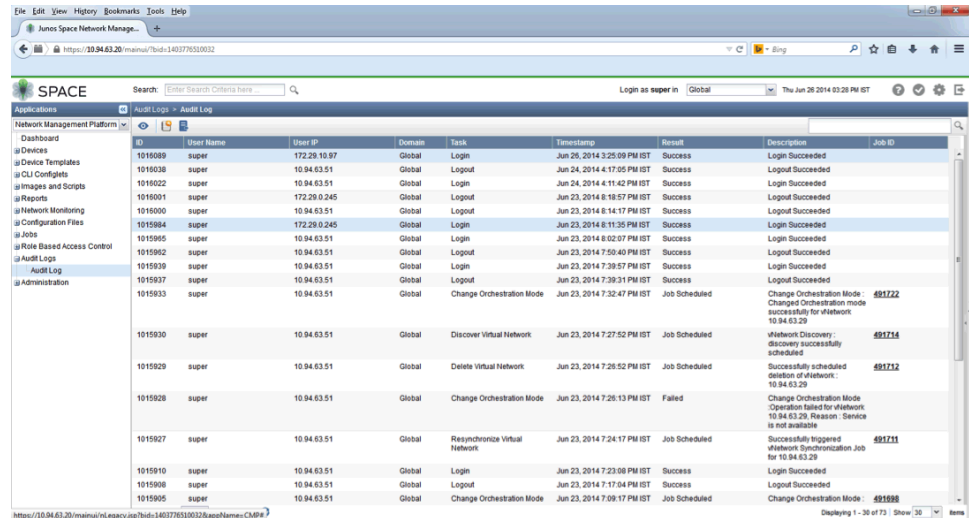 File Edit View History Bookmarks Tools Help
Junos Space Network Manage... +
https://10.94.63.20/mainui/?bid=1403776510032
Bing
SPACE
Search: Enter Search Criteria here ...
Login as super in Global
Thu Jun 26 2014 03:28 PM IST
Applications
Audit Logs > Audit Log
Network Management Platform
Dashboard
Devices
Device Templates
CLI Configlets
Images and Scripts
Reports
Network Monitoring
Configuration Files
Jobs
Role Based Access Control
Audit Logs
Audit Log
Administration
ID User Name User IP Domain Task Timestamp Result Description Job ID
1016089 super 172.29.10.97 Global Login Jun 26, 2014 3:25:09 PM IST Success Login Succeeded
1016038 super 10.94.63.51 Global Logout Jun 24, 2014 4:17:05 PM IST Success Logout Succeeded
1016022 super 10.94.63.51 Global Login Jun 24, 2014 4:11:42 PM IST Success Login Succeeded
1016001 super 172.29.0.245 Global Logout Jun 23, 2014 8:18:57 PM IST Success Logout Succeeded
1016000 super 10.94.63.51 Global Logout Jun 23, 2014 8:14:17 PM IST Success Logout Succeeded
1015984 super 172.29.0.245 Global Login Jun 23, 2014 8:11:35 PM IST Success Login Succeeded
1015965 super 10.94.63.51 Global Login Jun 23, 2014 8:02:07 PM IST Success Login Succeeded
1015962 super 10.94.63.51 Global Logout Jun 23, 2014 7:50:40 PM IST Success Logout Succeeded
1015939 super 10.94.63.51 Global Login Jun 23, 2014 7:39:57 PM IST Success Login Succeeded
1015937 super 10.94.63.51 Global Logout Jun 23, 2014 7:39:31 PM IST Success Logout Succeeded
1015933 super 10.94.63.51 Global Change Orchestration Mode Jun 23, 2014 7:32:47 PM IST Job Scheduled Change Orchestration Mode : 491722
Changed Orchestration mode
successfully for vNetwork
10.94.63.29
1015930 super 10.94.63.51 Global Discover Virtual Network Jun 23, 2014 7:27:52 PM IST Job Scheduled vNetwork Discovery : 491714
discovery successfully
scheduled
1015929 super 10.94.63.51 Global Delete Virtual Network Jun 23, 2014 7:26:52 PM IST Job Scheduled Successfully scheduled 491712
deletion of vNetwork :
10.94.63.29
1015928 super 10.94.63.51 Global Change Orchestration Mode Jun 23, 2014 7:26:13 PM IST Failed Change Orchestration Mode
:Operation failed for vNetwork
10.94.63.29, Reason : Service
is not available
1015927 super 10.94.63.51 Global Resynchronize Virtual Jun 23, 2014 7:24:17 PM IST Job Scheduled Successfully triggered 491711
Network vNetwork Synchronization Job
for 10.94.63.29
1015910 super 10.94.63.51 Global Login Jun 23, 2014 7:23:08 PM IST Success Login Succeeded
1015908 super 10.94.63.51 Global Logout Jun 23, 2014 7:17:04 PM IST Success Logout Succeeded
1015905 super 10.94.63.51 Global Change Orchestration Mode Jun 23, 2014 7:09:17 PM IST Job Scheduled Change Orchestration Mode : 491698
https://10.94.63.20/mainui/nLegacy.jsp?bid=1403776510032&appName=CMP#
Displaying 1 - 30 of 73 Show 30 items